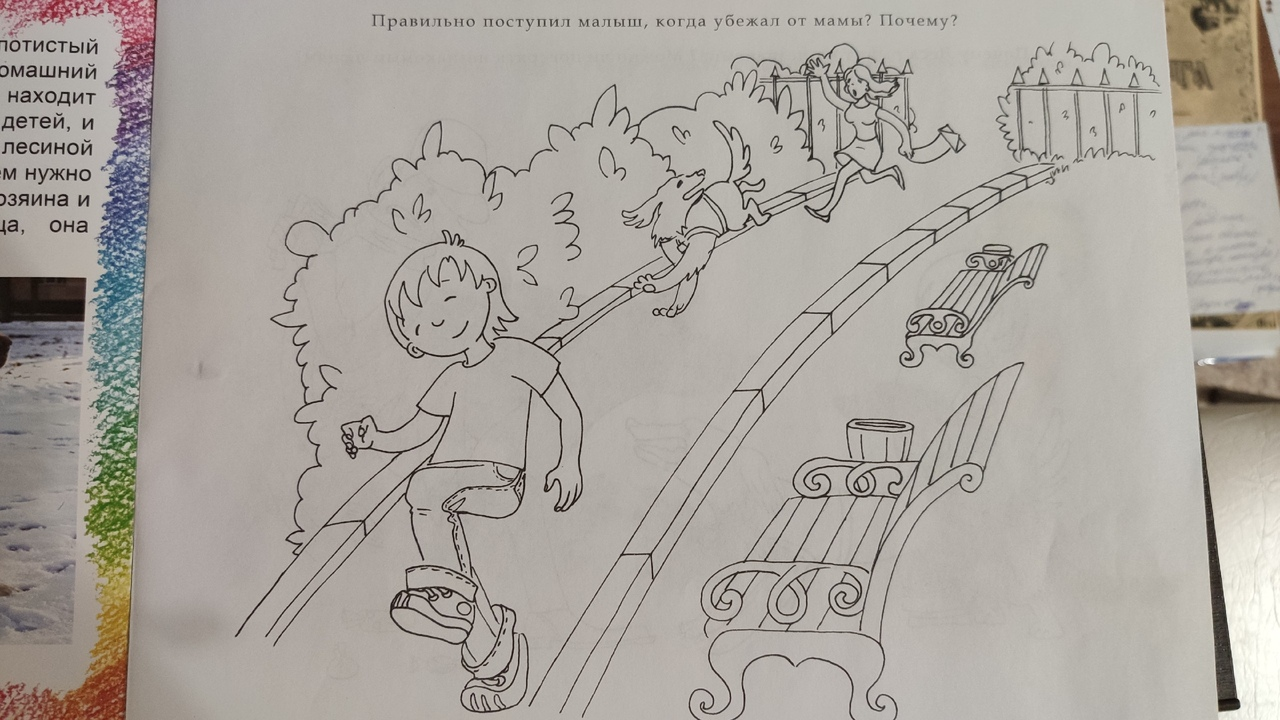 Правильно поступил малыш, когда убежал от мамы? Почему?
потистый
омашний
находит
детей, и
лесиной
ем нужно
озяина и
ца, она